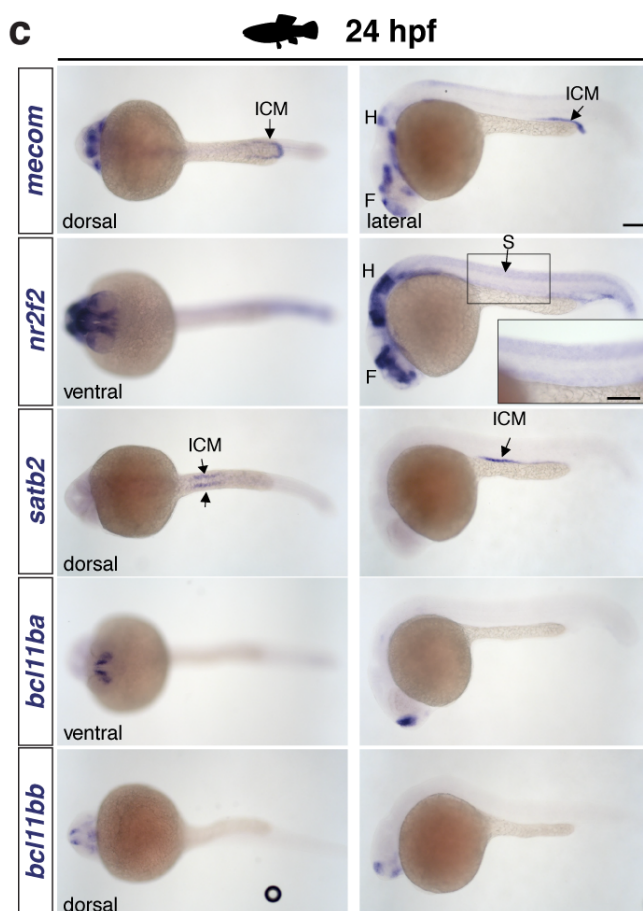 c
24 hpf
mecom
ICM
dorsal
ICM
H
F
lateral
nr2f2
ventral
S
H
F
satb2
ICM
dorsal
ICM
bcl11ba
ventral
bcl11bb
dorsal